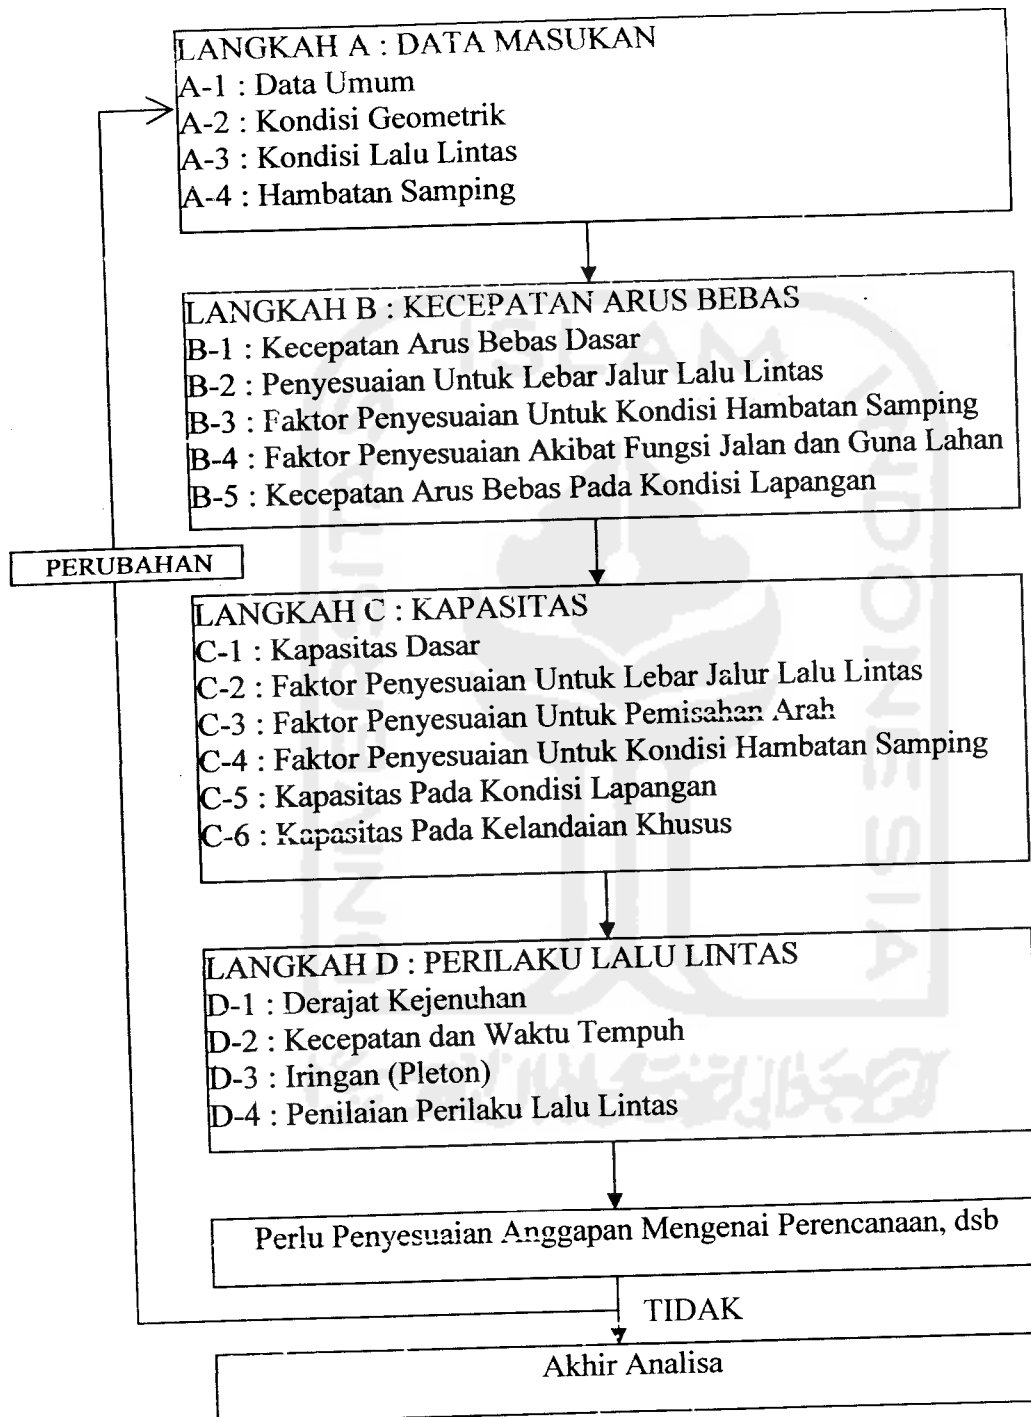 LANGKAH A : DATA MASUKAN
A-1 : Data Umum
A-2 : Kondisi Geometrik
A-3 : Kondisi Lalu Lintas
A-4 : Hambatan Samping
LANGKAH B : KECEPATAN ARUS BEBAS
B-1 : Kecepatan Arus Bebas Dasar
B-2 : Penyesuaian Untuk Lebar Jalur Lalu Lintas
B-3 : Faktor Penyesuaian Untuk Kondisi Hambatan Samping
B-4 : Faktor Penyesuaian Akibat Fungsi Jalan dan Guna Lahan
B-5 : Kecepatan Arus Bebas Pada Kondisi Lapangan
PERUBAHAN
LANGKAH C : KAPASITAS
C-1 : Kapasitas Dasar
C-2 : Faktor Penyesuaian Untuk Lebar Jalur Lalu Lintas
C-3 : Faktor Penyesuaian Untuk Pemisahan Arah
C-4 : Faktor Penyesuaian Untuk Kondisi Hambatan Samping
C-5 : Kapasitas Pada Kondisi Lapangan
C-6 : Kapasitas Pada Kelandaian Khusus
LANGKAH D : PERILAKU LALU LINTAS
D-1 : Derajat Kejenuhan
D-2 : Kecepatan dan Waktu Tempuh
D-3 : Iringan (Pleton)
D-4 : Penilaian Perilaku Lalu Lintas
Perlu Penyesuaian Anggapan Mengenai Perencanaan, dsb
TIDAK
Akhir Analisa
ISLAM
INDONESIA